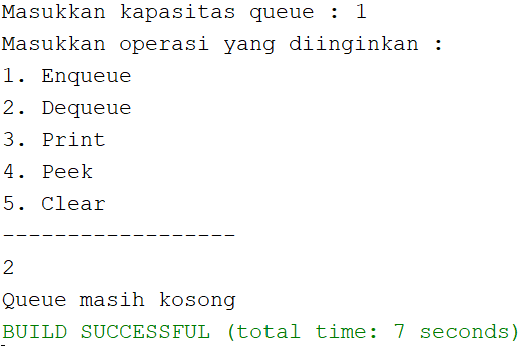 Masukkan kapasitas queue : 1
Masukkan operasi yang diinginkan :
1. Enqueue
2. Dequeue
3. Print
4. Peek
5. Clear
------------------
2
Queue masih kosong
BUILD SUCCESSFUL (total time: 7 seconds)